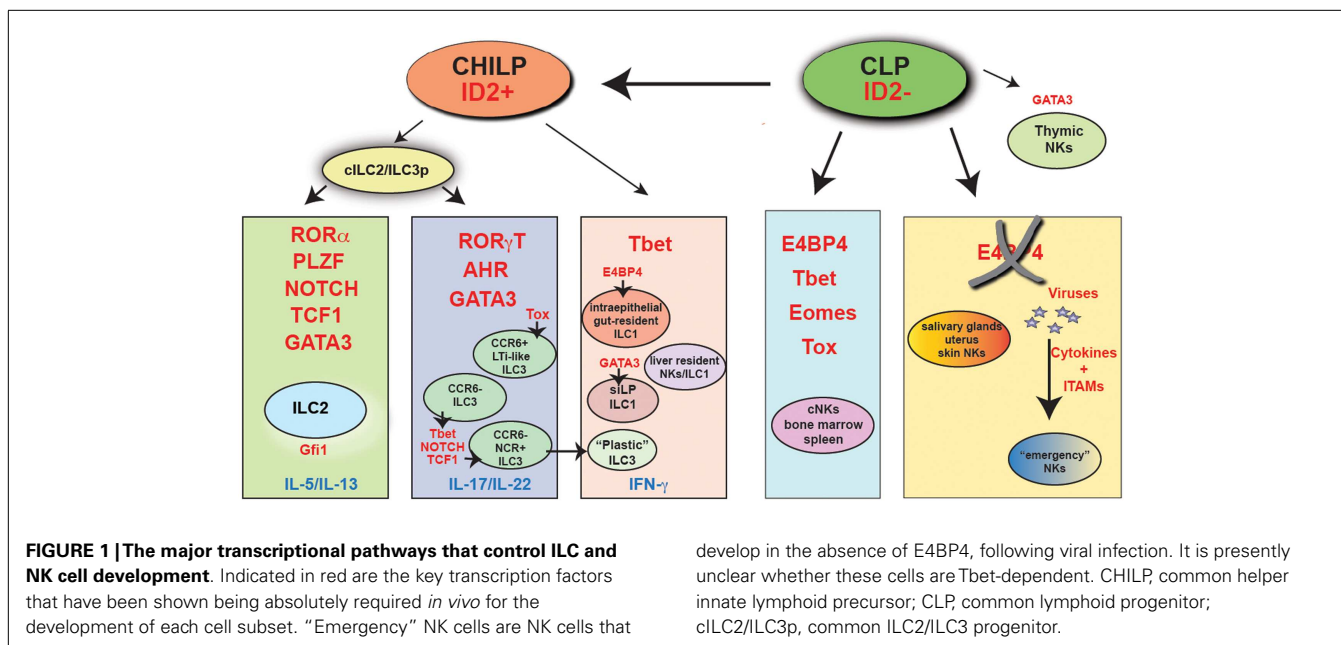 CHILP
ID2+
CLP
ID2-
GATA3
Thymic
NKs
cILC2/ILC3p
RORα
PLZF
NOTCH
TCF1
GATA3
ILC2
Gfi1
IL-5/IL-13
RORγT
AHR
GATA3
Tox
CCR6+
LTi-like
ILC3
CCR6-
ILC3
Tbet
NOTCH
TCF1
CCR6-
NCR+
ILC3
IL-17/IL-22
Tbet
E4BP4
intraepithelial
gut-resident
ILC1
liver resident
NKs/ILC1
GATA3
siLP
ILC1
“Plastic”
ILC3
IFN-γ
E4BP4
Tbet
Eomes
Tox
cNKs
bone marrow
spleen
E4BP4
Viruses
salivary glands
uterus
skin NKs
Cytokines
+
ITAMs
“emergency”
NKs
FIGURE 1 | The major transcriptional pathways that control ILC and
NK cell development. Indicated in red are the key transcription factors
that have been shown being absolutely required in vivo for the
development of each cell subset. “Emergency” NK cells are NK cells that
develop in the absence of E4BP4, following viral infection. It is presently
unclear whether these cells are Tbet-dependent. CHILP, common helper
innate lymphoid precursor; CLP, common lymphoid progenitor;
cILC2/ILC3p, common ILC2/ILC3 progenitor.